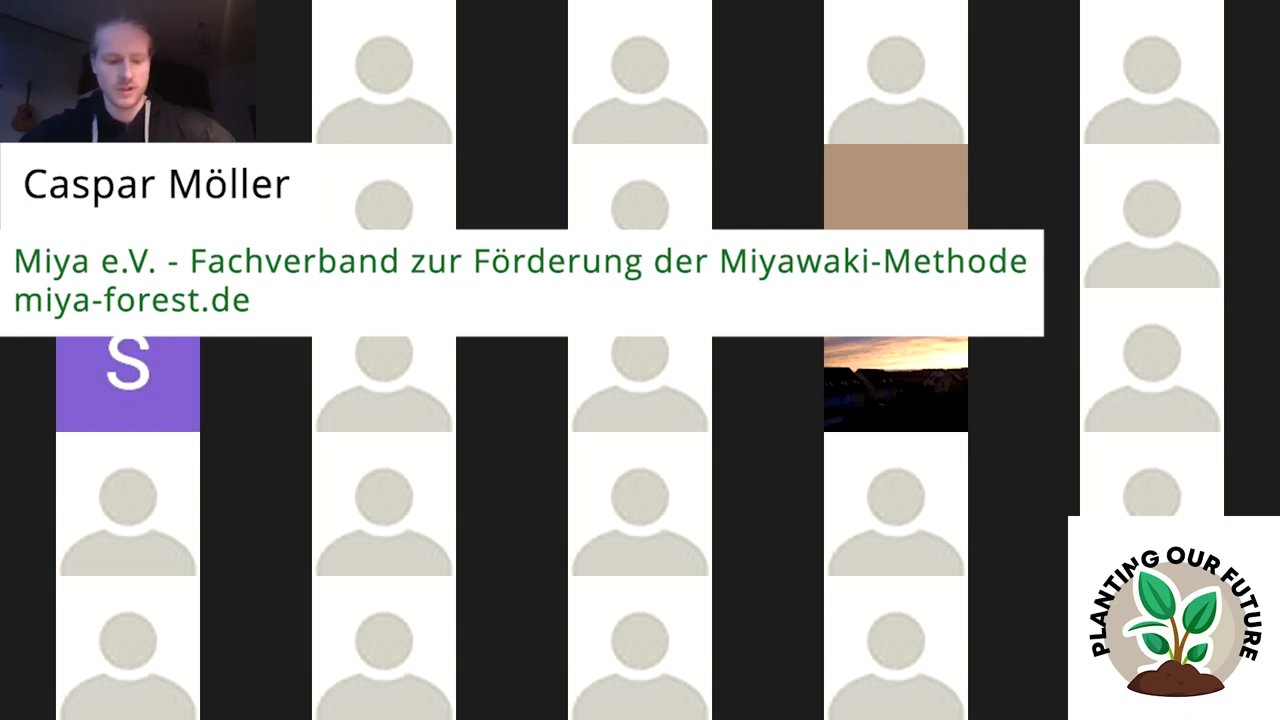 Caspar Möller
Miya e.V. - Fachverband zur Förderung der Miyawaki-Methode
miya-forest.de
S
PLANTING OUR FUTURE